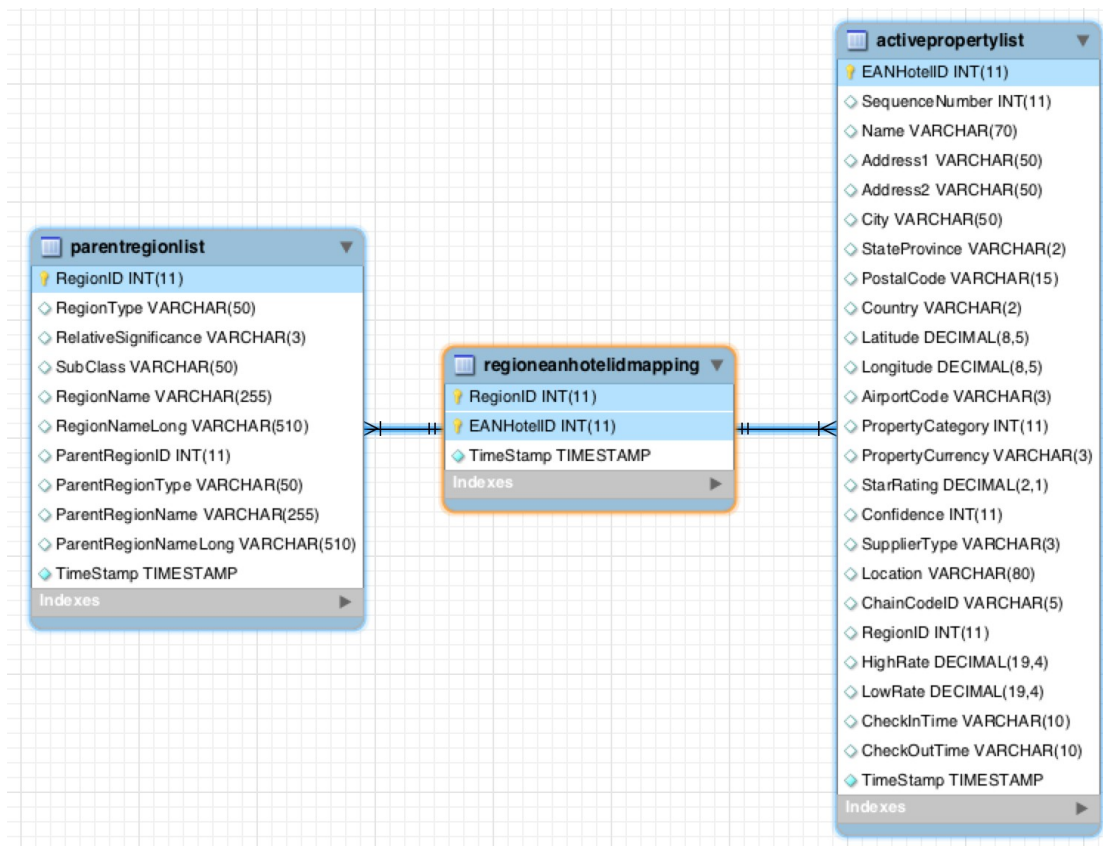 parentregionlist
RegionID INT(11)
RegionType VARCHAR(50)
RelativeSignificance VARCHAR(3)
SubClass VARCHAR(50)
RegionName VARCHAR(255)
RegionNameLong VARCHAR(510)
ParentRegionID INT(11)
ParentRegionType VARCHAR(50)
ParentRegionName VARCHAR(255)
ParentRegionNameLong VARCHAR(510)
TimeStamp TIMESTAMP
Indexes
regioneanhotelidmapping
RegionID INT(11)
EANHotelID INT(11)
TimeStamp TIMESTAMP
Indexes
activepropertylist
EANHotelID INT(11)
SequenceNumber INT(11)
Name VARCHAR(70)
Address1 VARCHAR(50)
Address2 VARCHAR(50)
City VARCHAR(50)
StateProvince VARCHAR(2)
PostalCode VARCHAR(15)
Country VARCHAR(2)
Latitude DECIMAL(8,5)
Longitude DECIMAL(8,5)
AirportCode VARCHAR(3)
PropertyCategory INT(11)
PropertyCurrency VARCHAR(3)
StarRating DECIMAL(2,1)
Confidence INT(11)
SupplierType VARCHAR(3)
Location VARCHAR(80)
ChainCodeID VARCHAR(5)
RegionID INT(11)
HighRate DECIMAL(19,4)
LowRate DECIMAL(19,4)
CheckInTime VARCHAR(10)
CheckOutTime VARCHAR(10)
TimeStamp TIMESTAMP
Indexes